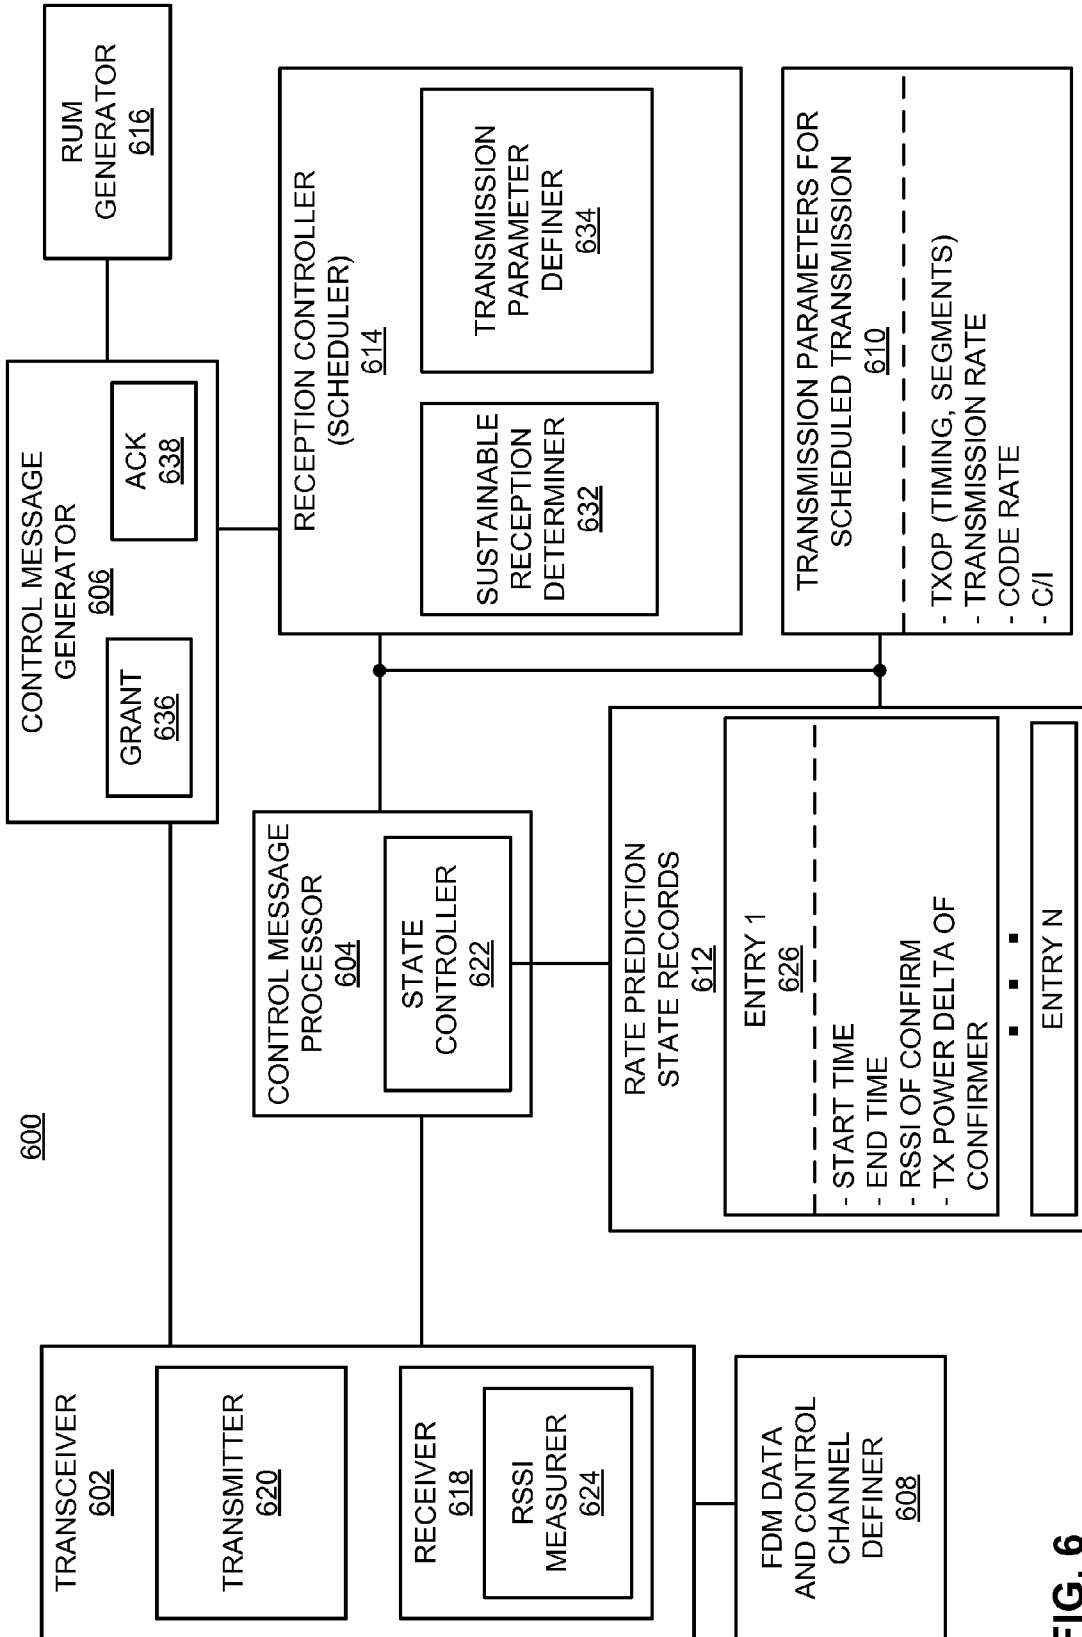 600
TRANSCEIVER
602
TRANSMITTER
620
RECEIVER
618
RSSI
MEASURER
624
FDM DATA
AND CONTROL
CHANNEL
DEFINER
608
CONTROL MESSAGE
GENERATOR
606
GRANT
636
ACK
638
RUM
GENERATOR
616
CONTROL MESSAGE
PROCESSOR
604
STATE
CONTROLLER
622
RECEPTION CONTROLLER
(SCHEDULER)
614
SUSTAINABLE
RECEPTION
DETERMINER
632
TRANSMISSION
PARAMETER
DEFINER
634
RATE PREDICTION
STATE RECORDS
612
ENTRY 1
626
- START TIME
- END TIME
- RSSI OF CONFIRM
- TX POWER DELTA OF
CONFIRMER
ENTRY N
TRANSMISSION PARAMETERS FOR
SCHEDULED TRANSMISSION
610
- TXOP (TIMING, SEGMENTS)
- TRANSMISSION RATE
- CODE RATE
- C/I
FIG. 6